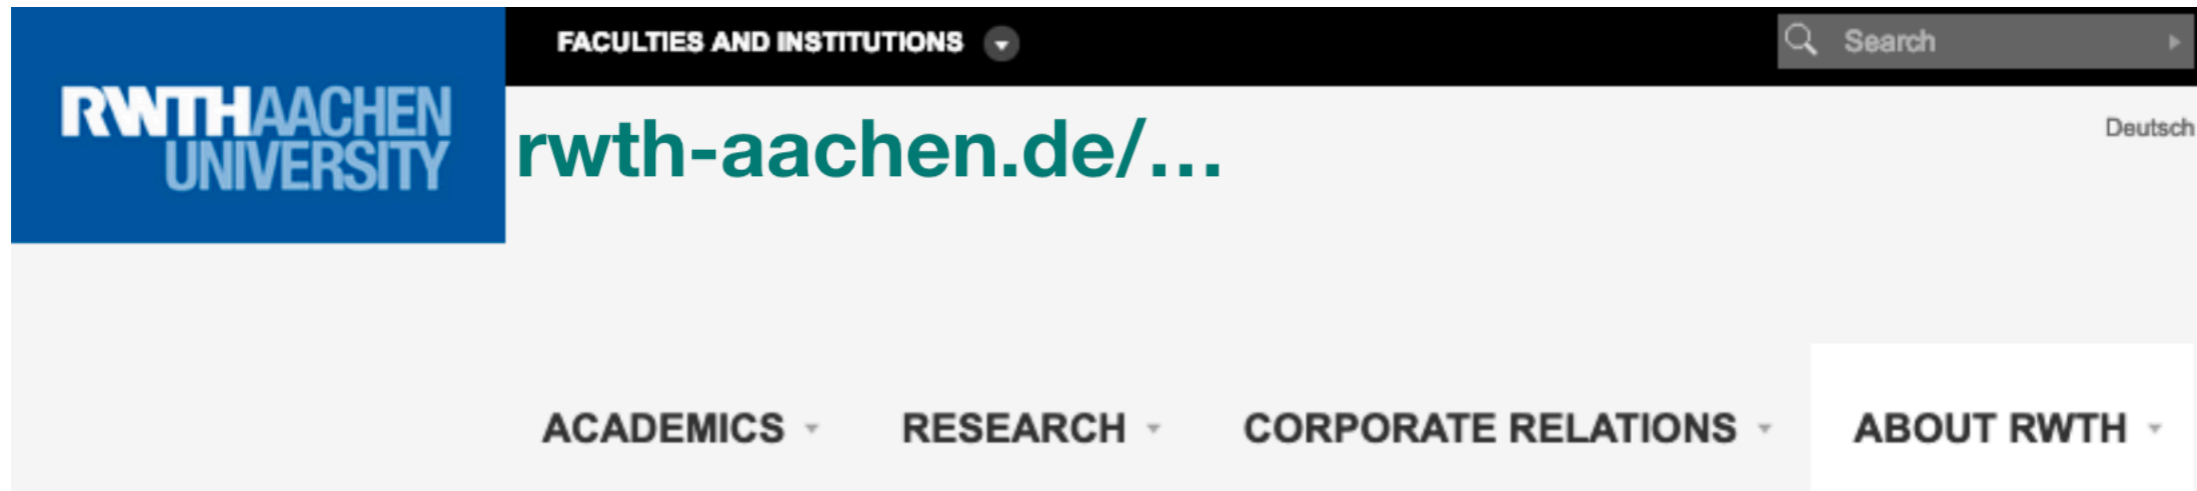 FACULTIES AND INSTITUTIONS
Search
RWTHAACHEN
UNIVERSITY
rwth-aachen.de/...
Deutsch
ACADEMICS
RESEARCH
CORPORATE RELATIONS
ABOUT RWTH